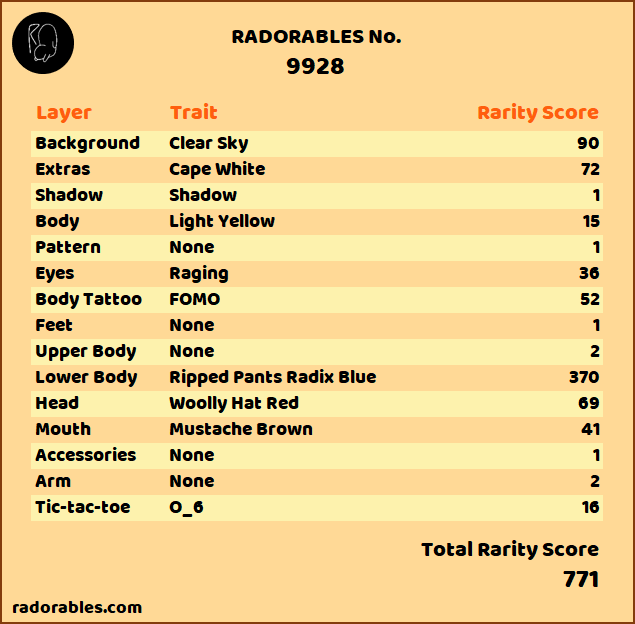 RADORABLES No.
9928
Layer Trait Rarity Score
Background Clear Sky 90
Extras Cape White 72
Shadow Shadow 1
Body Light Yellow 15
Pattern None 1
Eyes Raging 36
Body Tattoo FOMO 52
Feet None 1
Upper Body None 2
Lower Body Ripped Pants Radix Blue 370
Head Woolly Hat Red 69
Mouth Mustache Brown 41
Accessories None 1
Arm None 2
Tic-tac-toe O_6 16
Total Rarity Score
771
radorables.com